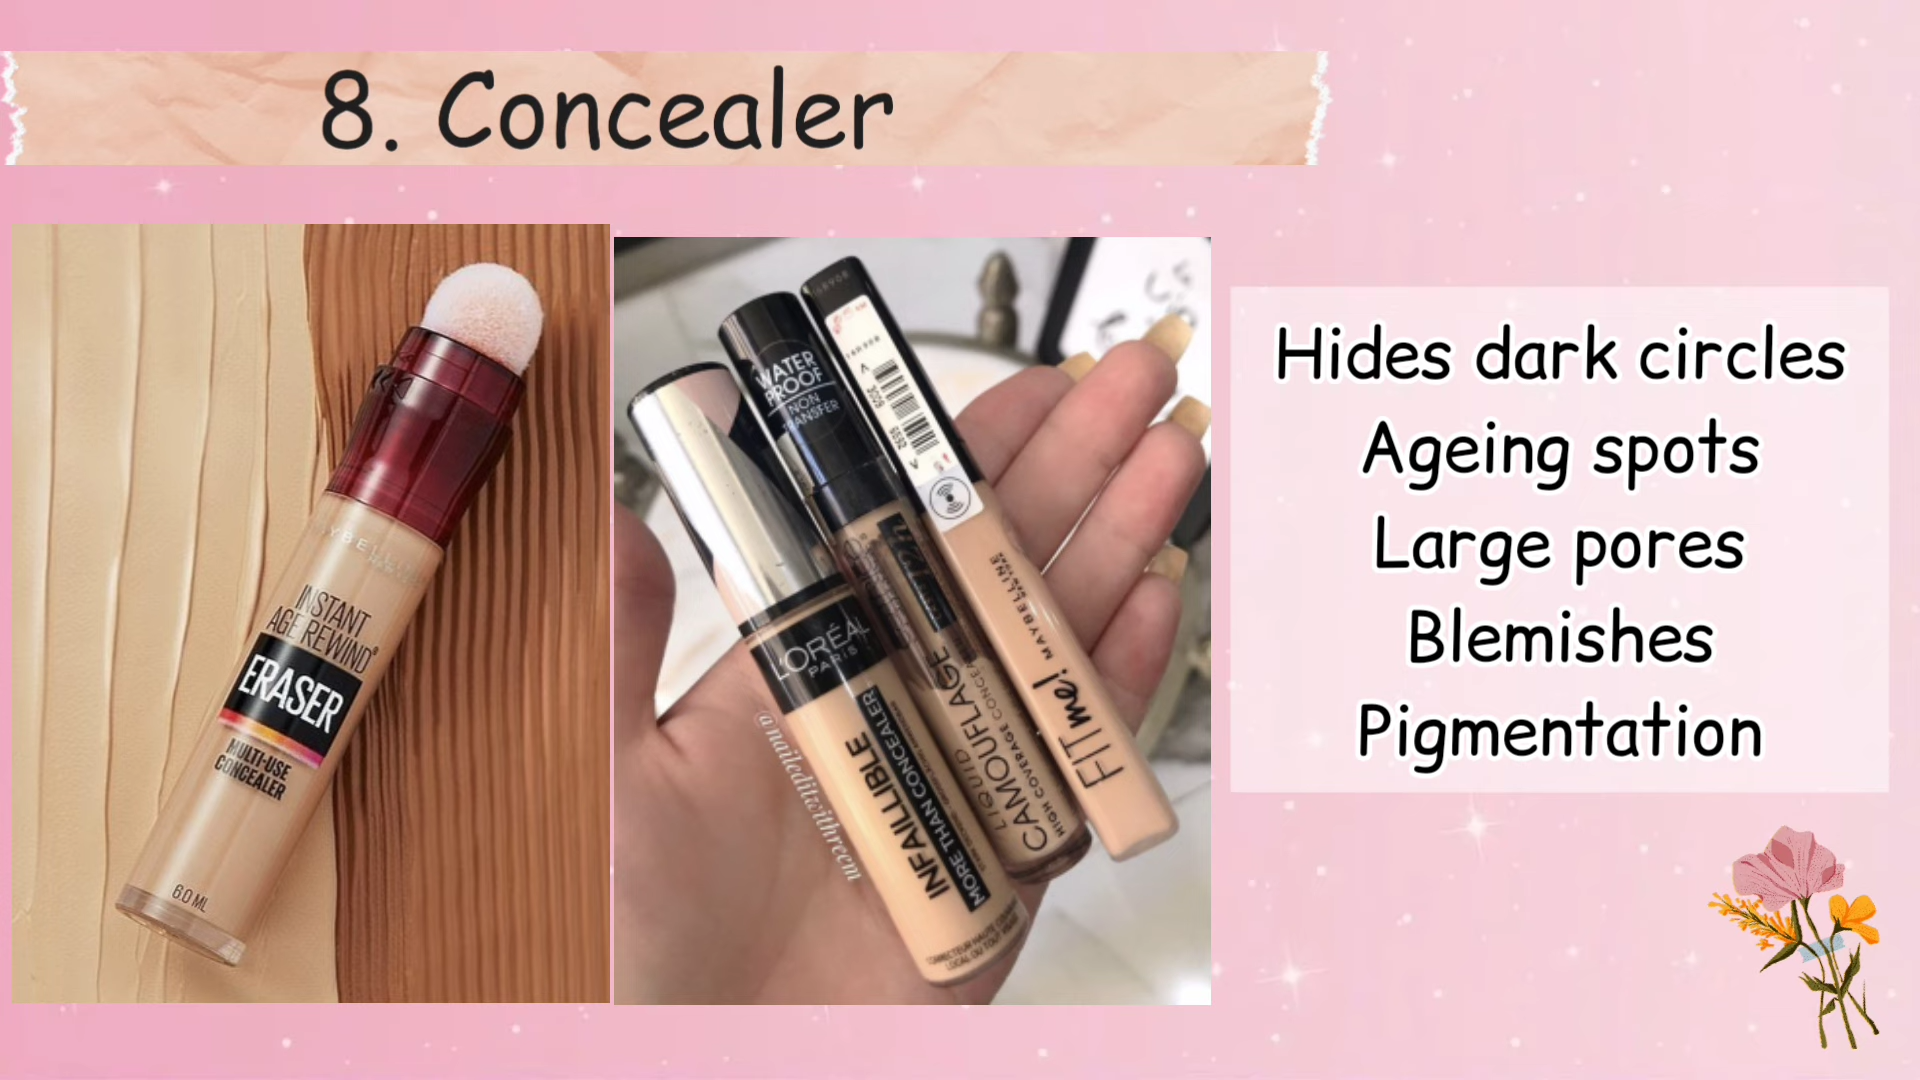 8. Concealer
INSTANT
AGE REWIND®
ERASER
MULTI-USE
CONCEALER
6.0 ML
WATER
PROOF
NON
TRANSFER
L'ORÉAL
PARIS
INFAILLIBLE
MORE THAN CONCEALER
LIQUID
CAMOUFLAGE
HIGH COVERAGE CONCEALER
MAYBELLINE
FIT me!
@naileditwithreem
Hides dark circles
Ageing spots
Large pores
Blemishes
Pigmentation